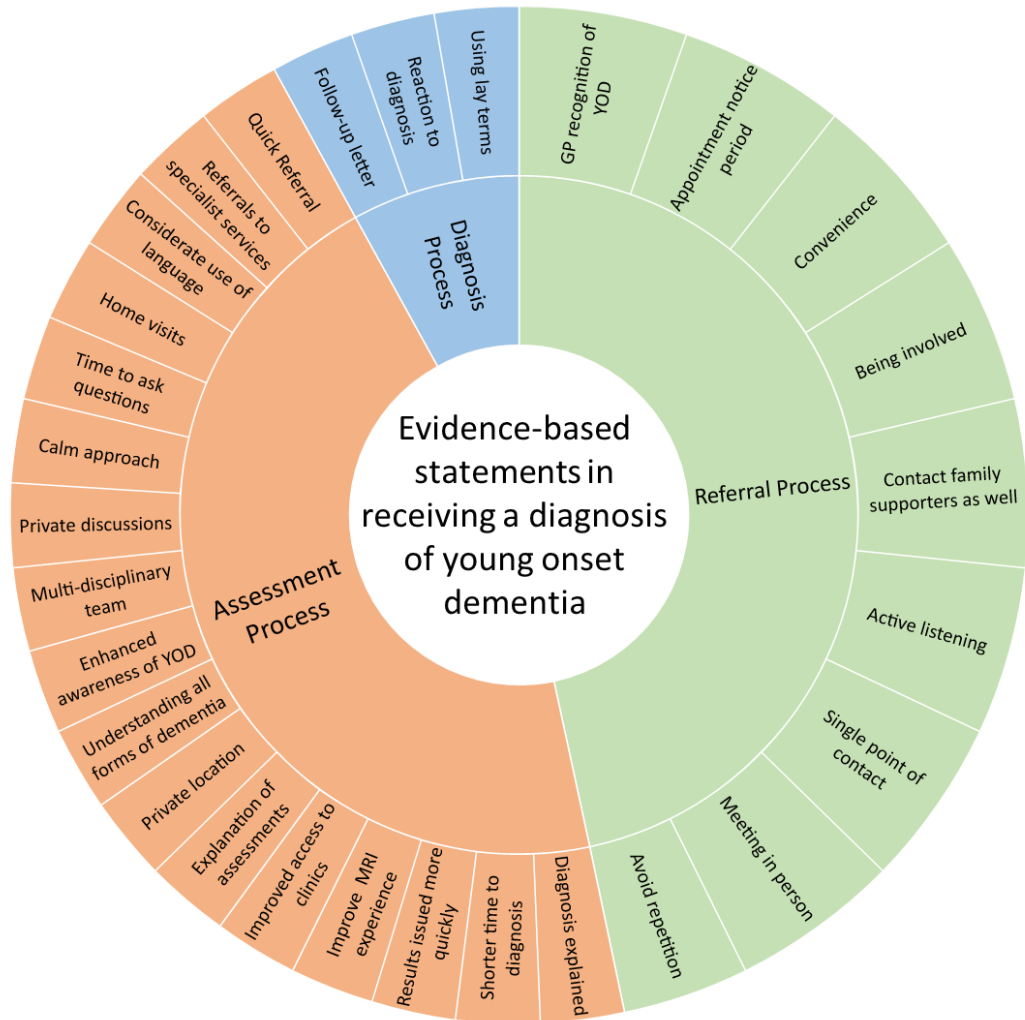 Evidence-based
statements in
receiving a diagnosis
of young onset
dementia
Referral Process
GP recognition of
YOD
Appointment notice
period
Convenience
Being involved
Contact family
supporters as well
Active listening
Single point of
contact
Meeting in person
Avoid repetition
Assessment
Process
Diagnosis explained
Shorter time to
diagnosis
Results issued more
quickly
Improve MRI
experience
Improved access to
clinics
Explanation of
assessments
Private location
Understanding all
forms of dementia
Enhanced
awareness of YOD
Multi-disciplinary
team
Private discussions
Calm approach
Time to ask
questions
Home visits
Considerate use of
language
Referrals to
specialist services
Quick Referral
Diagnosis
Process
Follow-up letter
Reaction to
diagnosis
Using lay terms